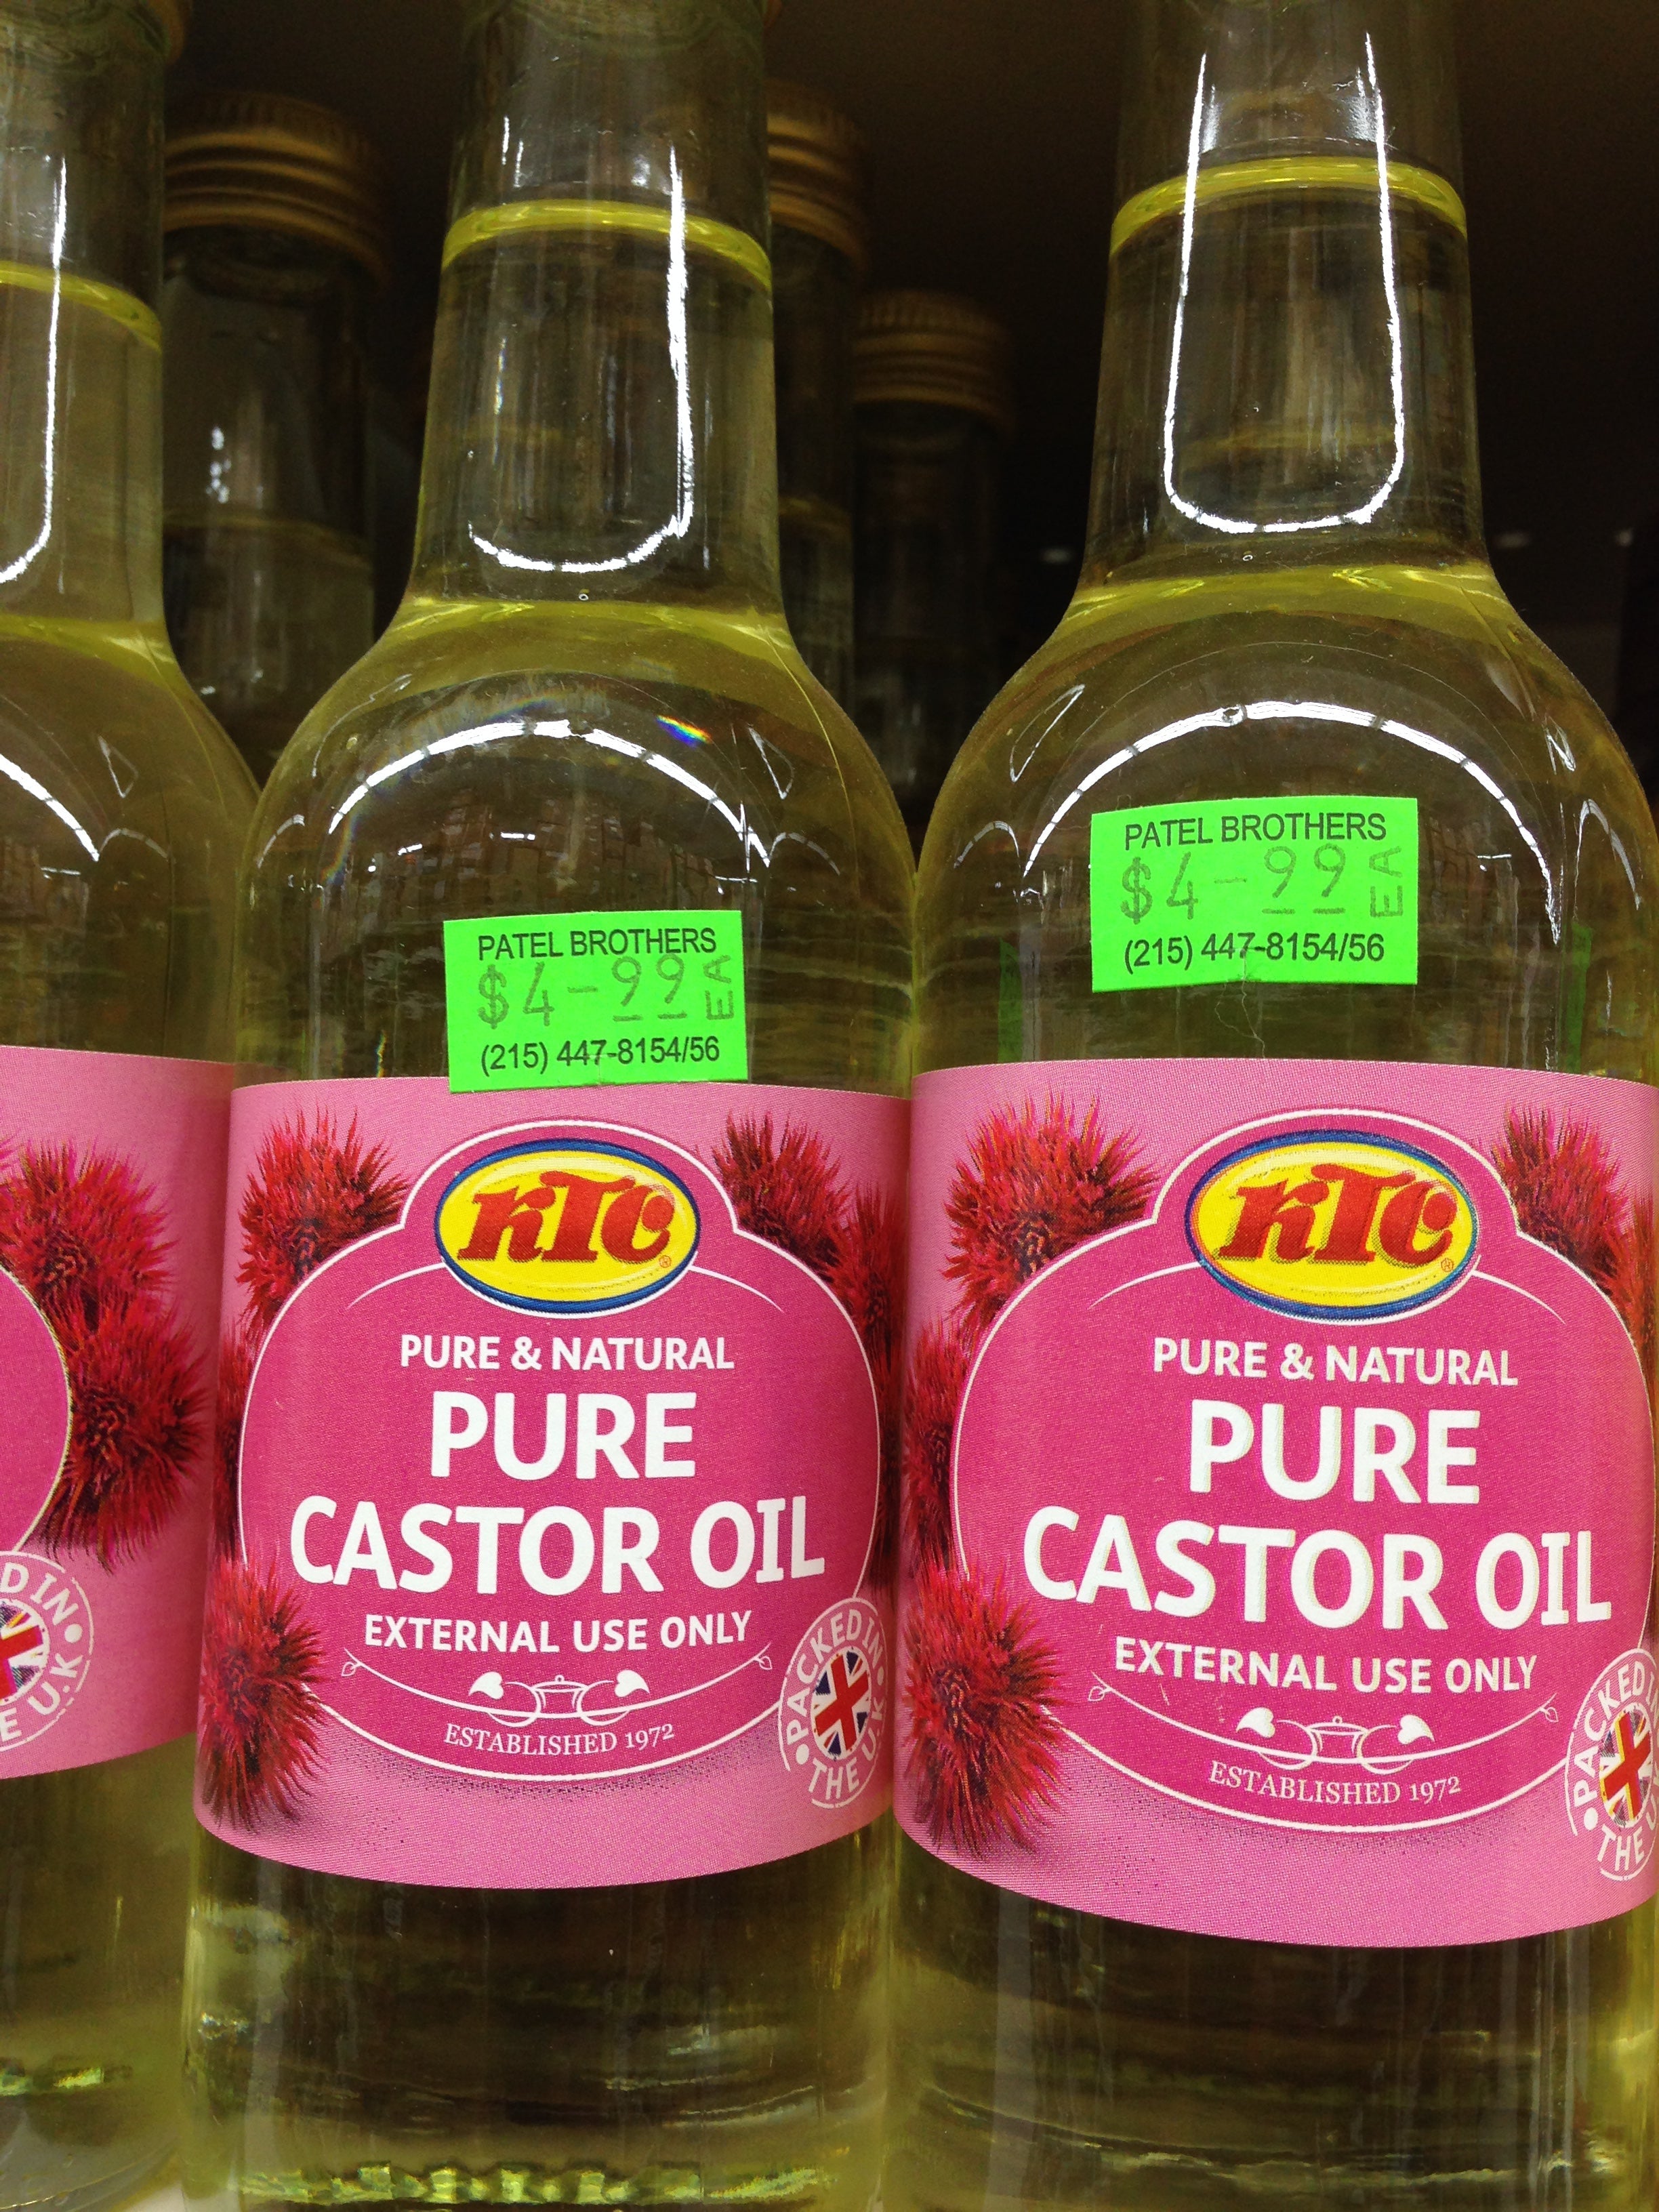 PATEL BROTHERS
$4-99 EA
(215) 447-8154/56
PATEL BROTHERS
$4-99 EA
(215) 447-8154/56
KTC®
PURE & NATURAL
PURE
CASTOR OIL
EXTERNAL USE ONLY
ESTABLISHED 1972
PACKED IN
THE U.K
KTC®
PURE & NATURAL
PURE
CASTOR OIL
EXTERNAL USE ONLY
ESTABLISHED 1972
PACKED IN
THE U
D IN
E U.K